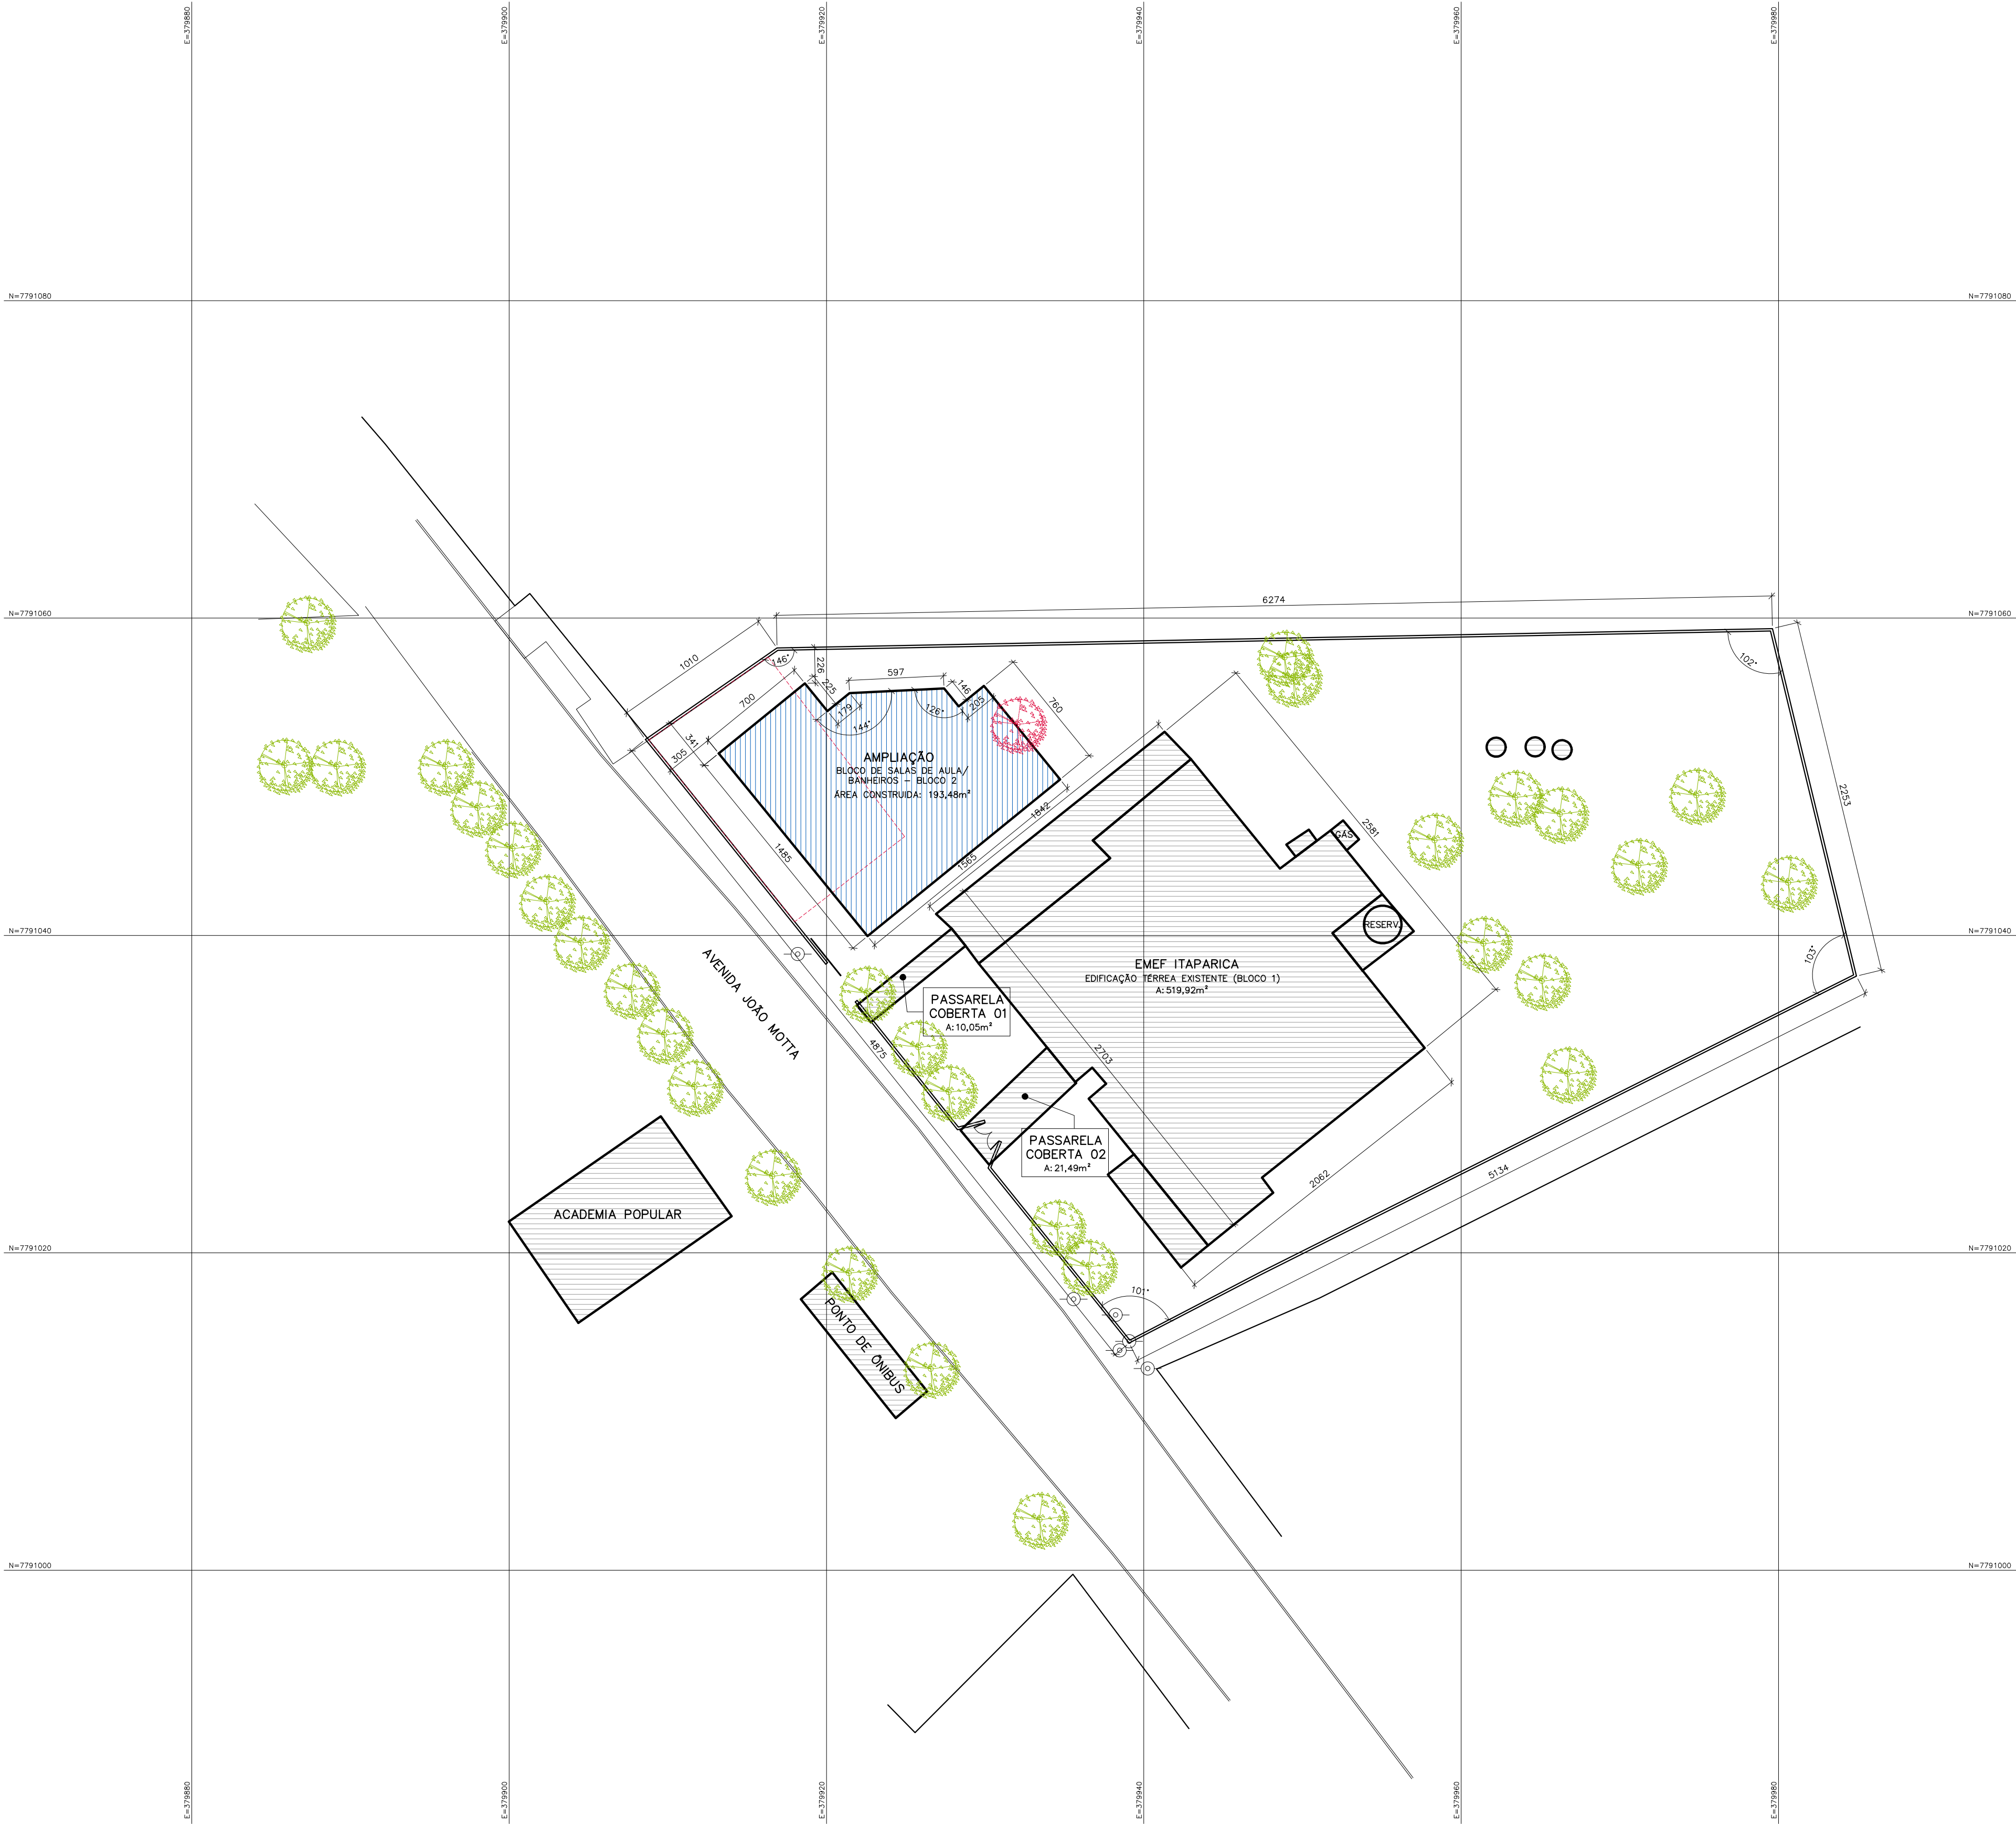 E=379880
E=379900
E=379920
E=379940
E=379960
E=379980
N=7791080
N=7791080
N=7791060
N=7791060
6274
1010
146°
226
225
597
146
205
760
700
179
144°
126°
102°
341
305
AMPLIAÇÃO
BLOCO DE SALAS DE AULA/
BANHEIROS – BLOCO 2
ÁREA CONSTRUIDA: 193,48m²
2253
1842
2581
GÁS
1485
1565
RESERV.
N=7791040
N=7791040
103°
AVENIDA JOÃO MOTTA
EMEF ITAPARICA
EDIFICAÇÃO TÉRREA EXISTENTE (BLOCO 1)
A: 519,92m²
PASSARELA
COBERTA 01
A: 10,05m²
4875
2703
PASSARELA
COBERTA 02
A: 21,49m²
2062
5134
ACADEMIA POPULAR
N=7791020
N=7791020
101°
PONTO DE ÔNIBUS
N=7791000
N=7791000
E=379880
E=379900
E=379920
E=379940
E=379960
E=379980